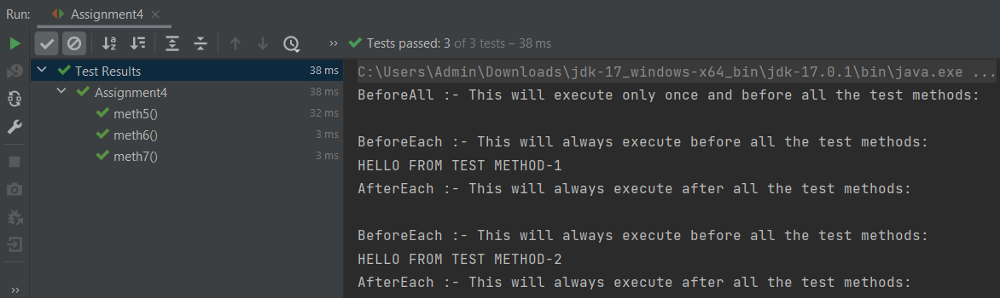 Run: Assignment4
Tests passed: 3 of 3 tests – 38 ms
Test Results 38 ms
Assignment4 38 ms
meth5() 32 ms
meth6() 3 ms
meth7() 3 ms
C:\Users\Admin\Downloads\jdk-17_windows-x64_bin\jdk-17.0.1\bin\java.exe ...
BeforeAll :- This will execute only once and before all the test methods:
BeforeEach :- This will always execute before all the test methods:
HELLO FROM TEST METHOD-1
AfterEach :- This will always execute after all the test methods:
BeforeEach :- This will always execute before all the test methods:
HELLO FROM TEST METHOD-2
AfterEach :- This will always execute after all the test methods: